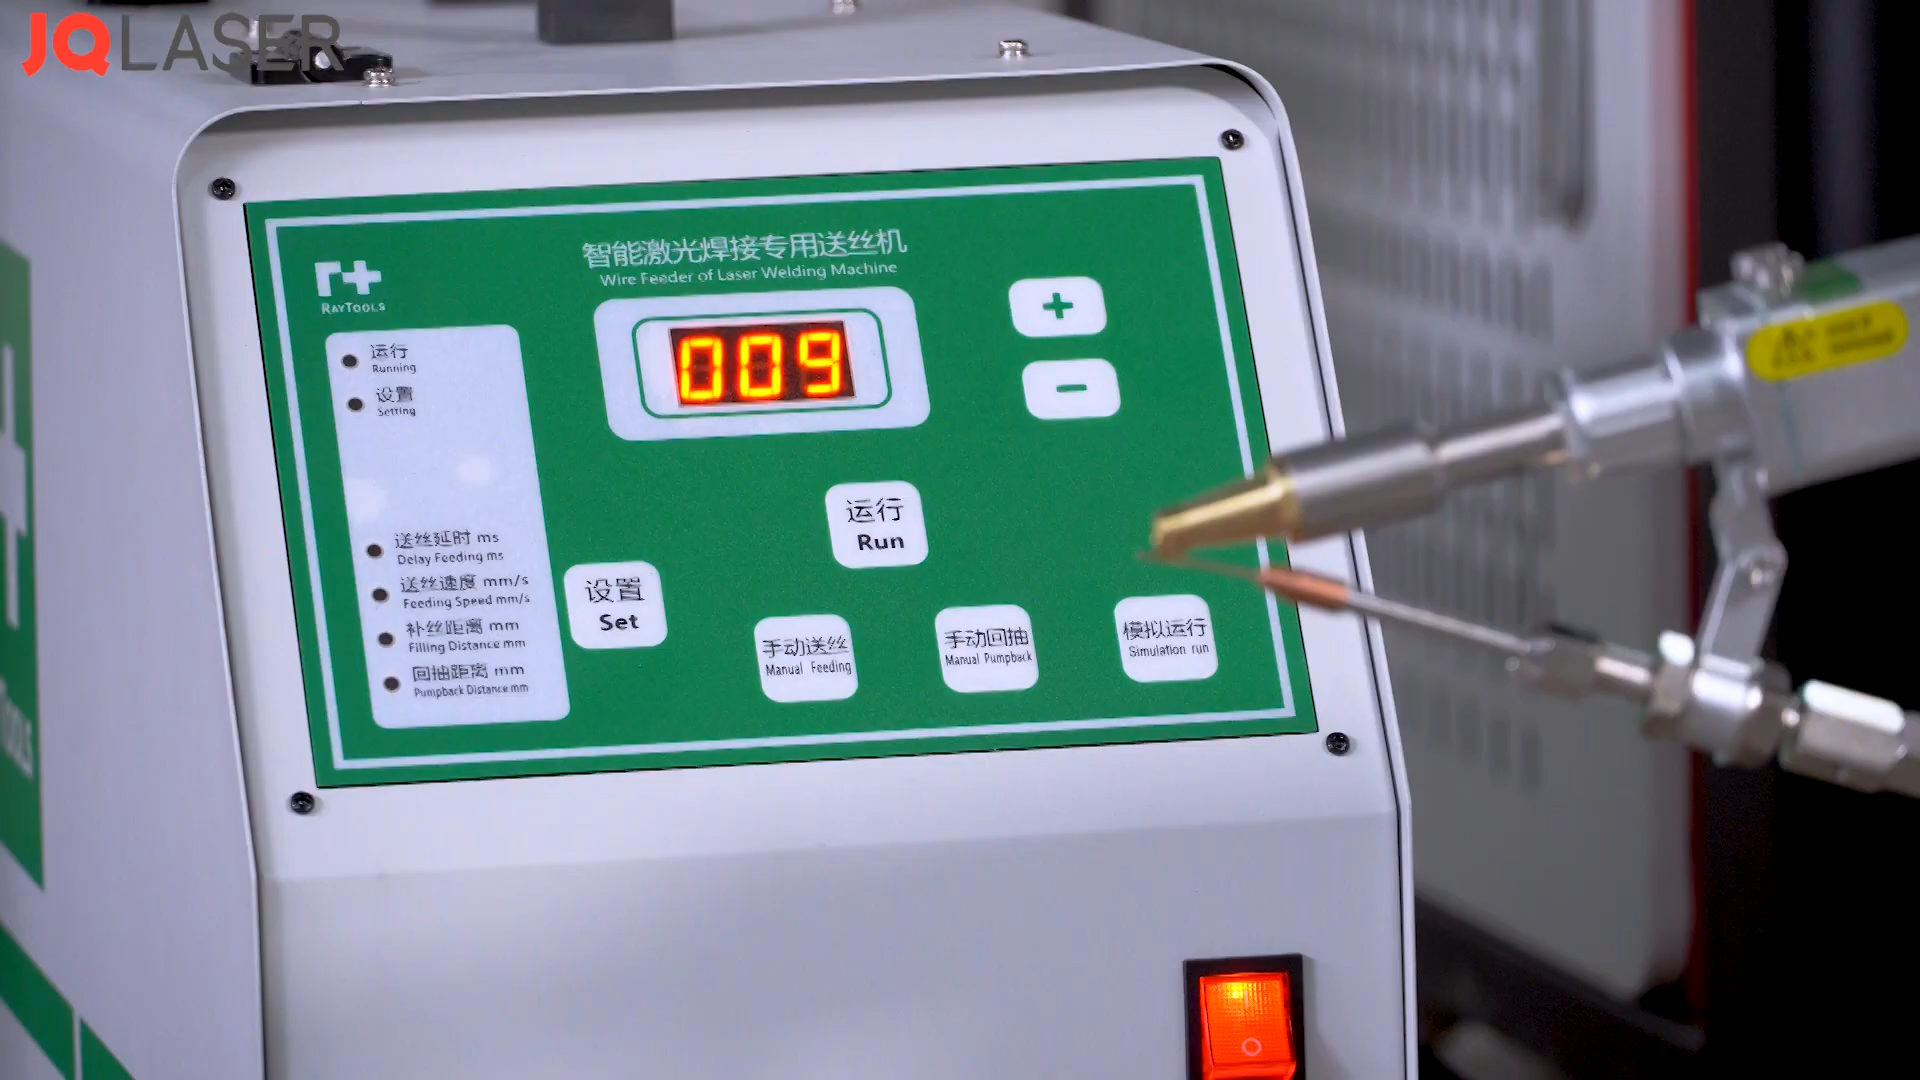 JQLASER
智能激光焊接专用送丝机
Wire Feeder of Laser Welding Machine
RAYTOOLS
009
+
-
运行
Running
设置
Setting
送丝延时 ms
Delay Feeding ms
送丝速度 mm/s
Feeding Speed mm/s
补丝距离 mm
Filling Distance mm
回抽距离 mm
Pumpback Distance mm
运行
Run
设置
Set
手动送丝
Manual Feeding
手动回抽
Manual Pumpback
模拟运行
Simulation run